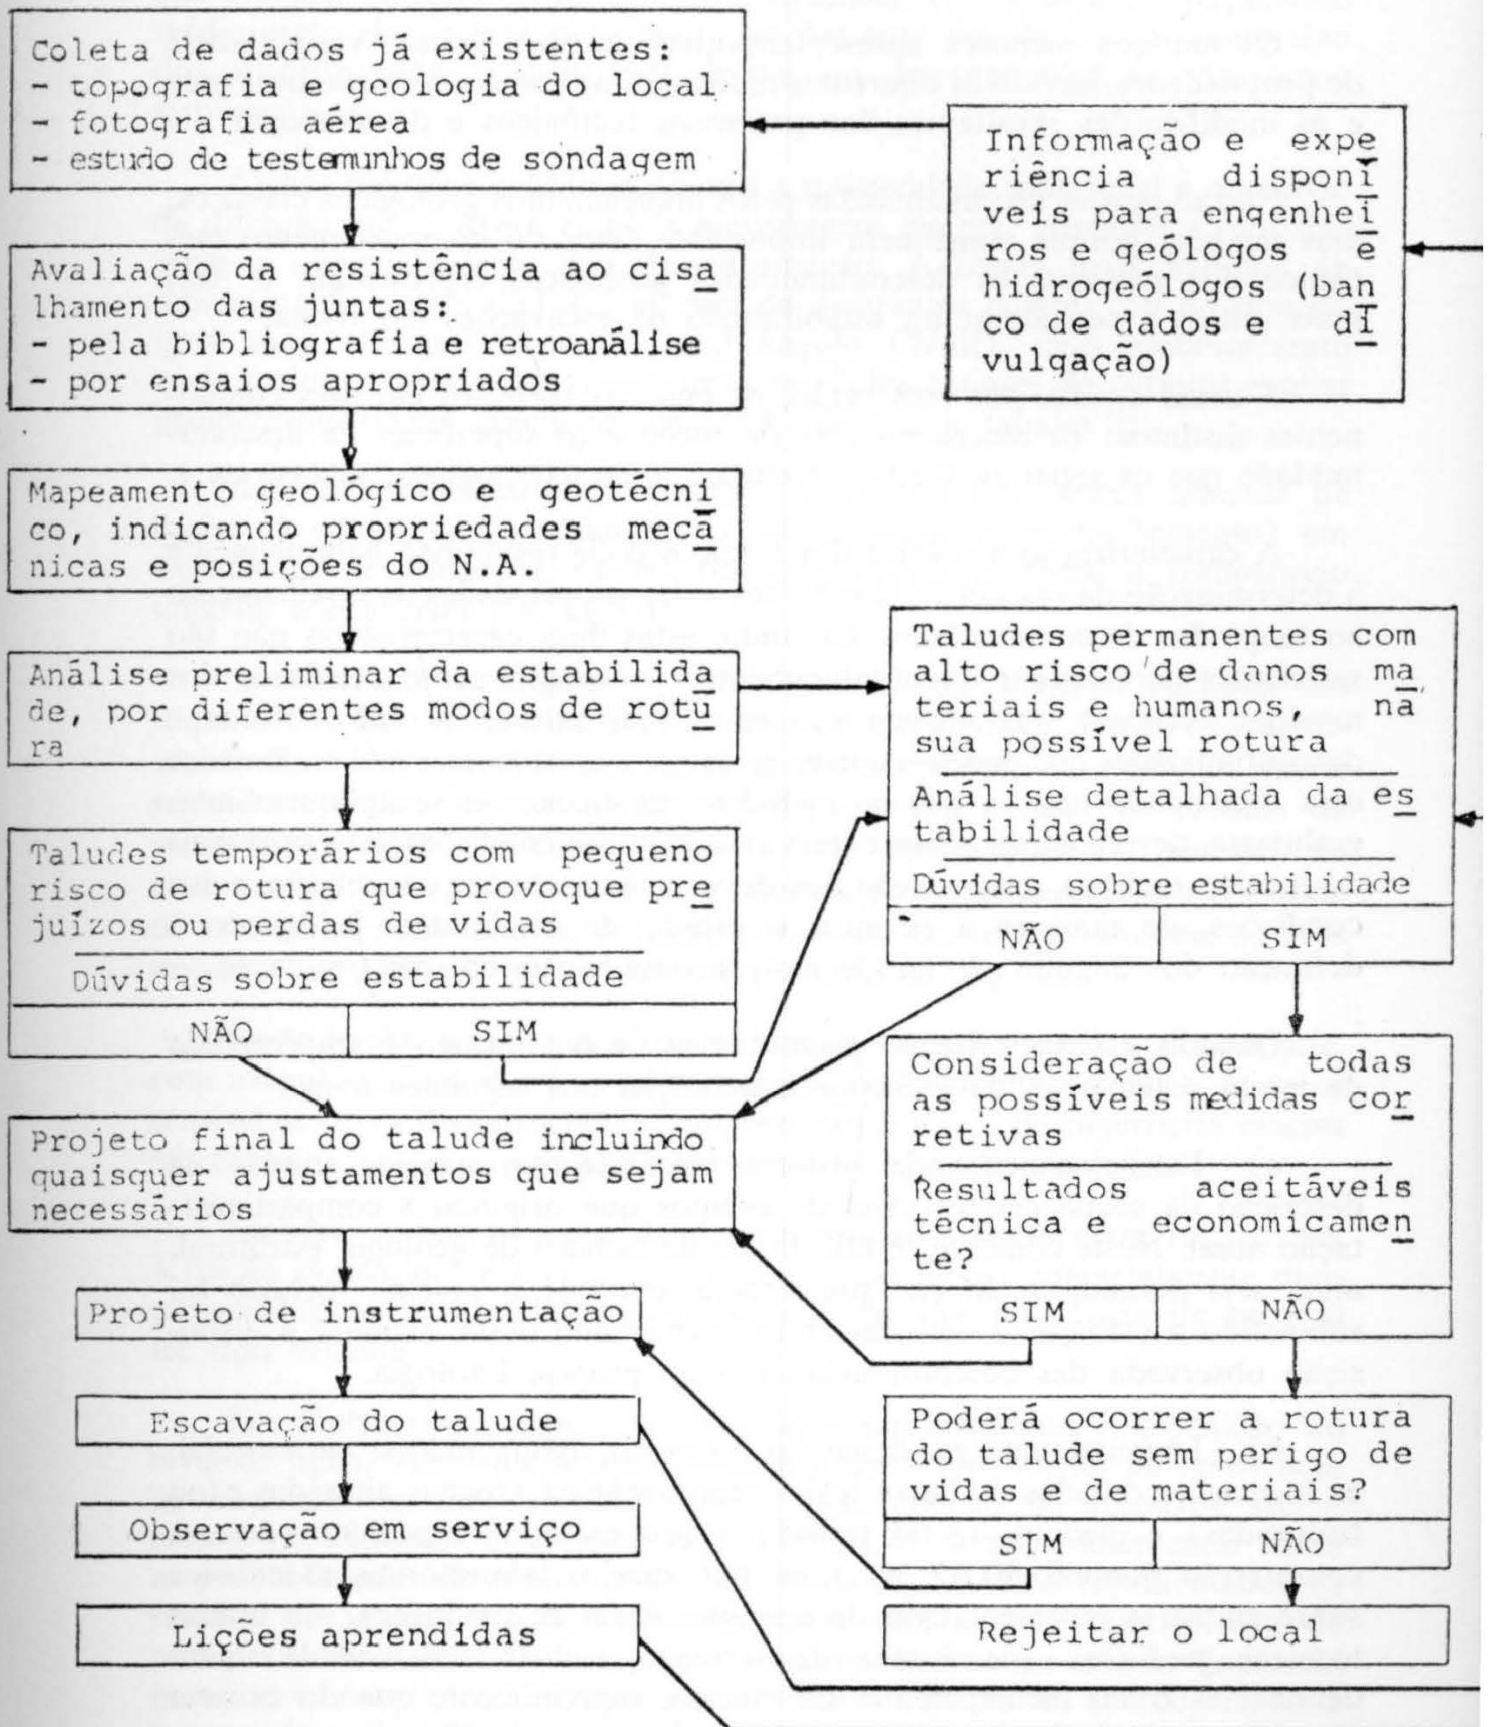 Coleta de dados já existentes:
- topografia e geologia do local
- fotografia aérea
- estudo de testemunhos de sondagem
Informação e expe
riência disponí
veis para engenhei
ros e geólogos e
hidrogeólogos (ban
co de dados e di
vulgação)
Avaliação da resistência ao cisa
lhamento das juntas:
- pela bibliografia e retroanálise
- por ensaios apropriados
Mapeamento geológico e geotécni
co, indicando propriedades mecâ
nicas e posições do N.A.
Análise preliminar da estabilida
de, por diferentes modos de rotu
ra
Taludes permanentes com
alto risco de danos ma
teriais e humanos, na
sua possível rotura
Análise detalhada da es
tabilidade
Dúvidas sobre estabilidade
NÃO SIM
Taludes temporários com pequeno
risco de rotura que provoque pre
juízos ou perdas de vidas
Dúvidas sobre estabilidade
NÃO SIM
Consideração de todas
as possíveis medidas cor
retivas
Resultados aceitáveis
técnica e economicamen
te?
SIM NÃO
Projeto final do talude incluindo
quaisquer ajustamentos que sejam
necessários
Projeto de instrumentação
Escavação do talude
Observação em serviço
Lições aprendidas
Poderá ocorrer a rotura
do talude sem perigo de
vidas e de materiais?
SIM NÃO
Rejeitar o local